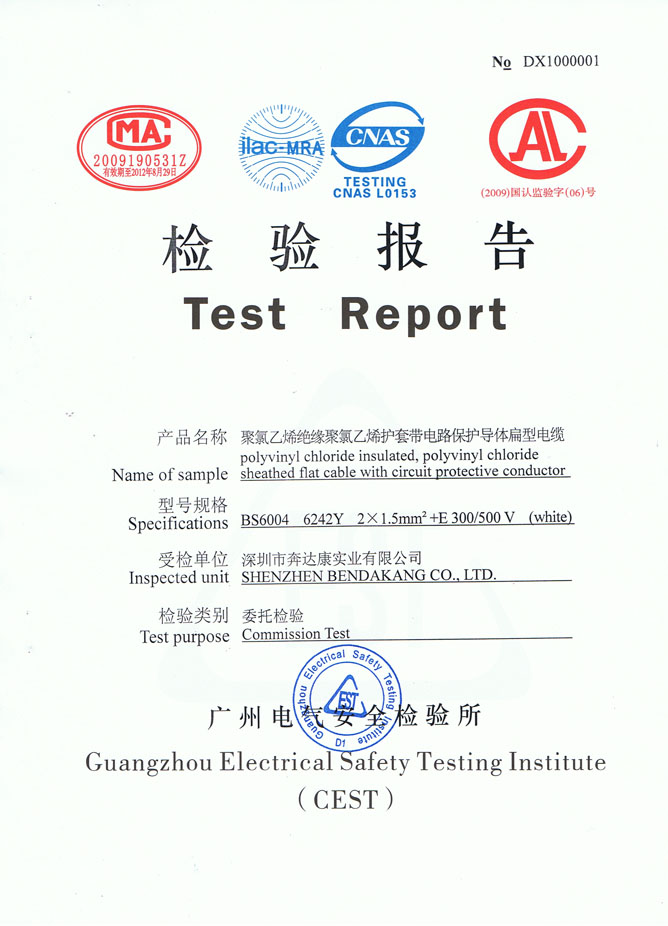 No DX1000001
CMA
2009190531Z
有效期至2012年8月29日
ilac-MRA
CNAS
TESTING
CNAS L0153
CAL
(2009)国认监验字(06)号
检验报告
Test Report
产品名称 聚氯乙烯绝缘聚氯乙烯护套带电路保护导体扁型电缆
polyvinyl chloride insulated, polyvinyl chloride
Name of sample sheathed flat cable with circuit protective conductor
型号规格
Specifications BS6004 6242Y 2×1.5mm² +E 300/500 V (white)
受检单位 深圳市奔达康实业有限公司
Inspected unit SHENZHEN BENDAKANG CO., LTD.
检验类别 委托检验
Test purpose Commission Test
Guangzhou Electrical Safety Testing Institute
EST
D1
广州电气安全检验所
Guangzhou Electrical Safety Testing Institute
(CEST)